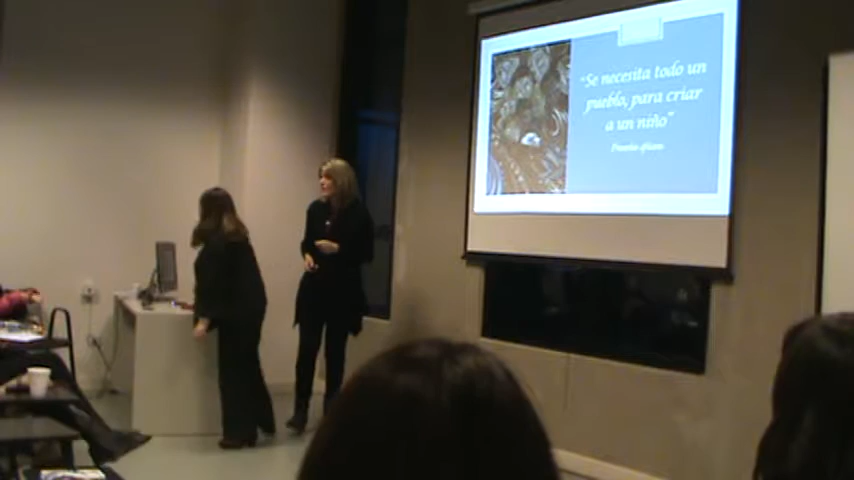 "Se necesita todo un
pueblo, para criar
a un niño"